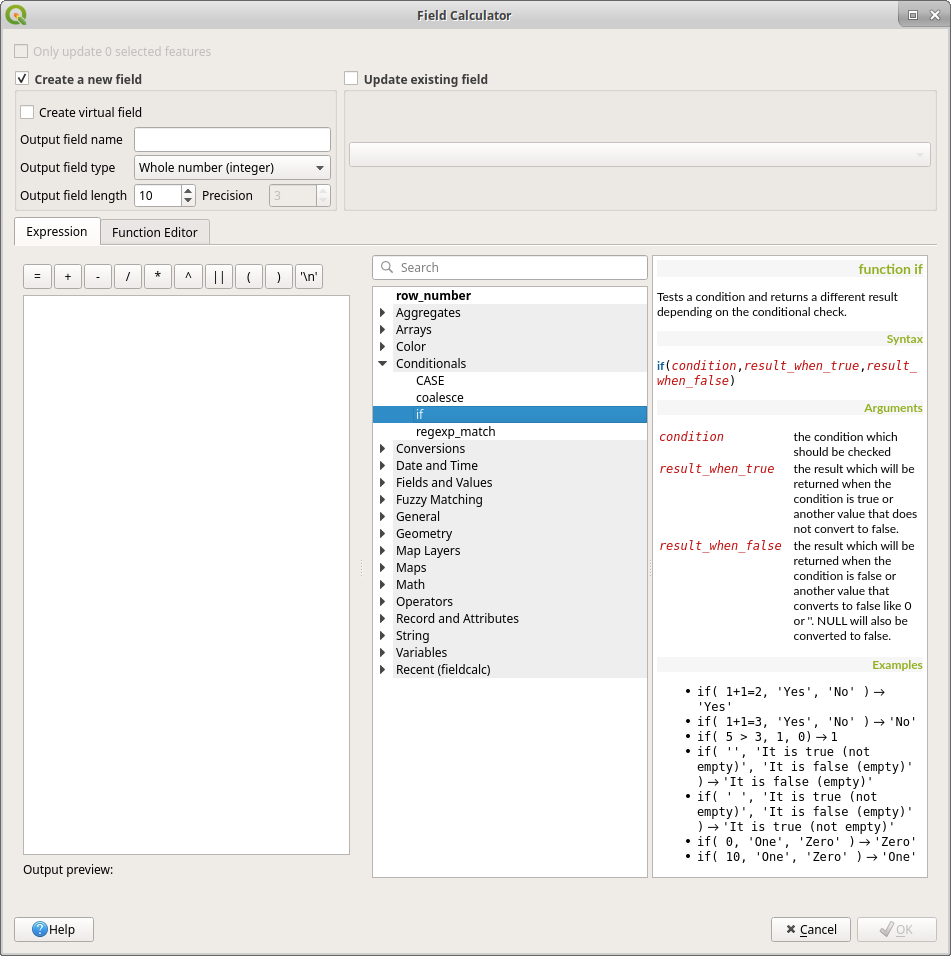 Field Calculator
Only update 0 selected features
Create a new field
Update existing field
Create virtual field
Output field name
Output field type
Whole number (integer)
Output field length
10
Precision
3
Expression
Function Editor
=
+
-
/
*
^
||
(
)
'\n'
Output preview:
Search
row_number
Aggregates
Arrays
Color
Conditionals
CASE
coalesce
if
regexp_match
Conversions
Date and Time
Fields and Values
Fuzzy Matching
General
Geometry
Map Layers
Maps
Math
Operators
Record and Attributes
String
Variables
Recent (fieldcalc)
function if
Tests a condition and returns a different result
depending on the conditional check.
Syntax
if(condition,result_when_true,result_
when_false)
Arguments
condition
the condition which
should be checked
result_when_true
the result which will be
returned when the
condition is true or
another value that does
not convert to false.
result_when_false
the result which will be
returned when the
condition is false or
another value that
converts to false like 0
or ''. NULL will also be
converted to false.
Examples
• if( 1+1=2, 'Yes', 'No' ) →
'Yes'
• if( 1+1=3, 'Yes', 'No' ) → 'No'
• if( 5 > 3, 1, 0) → 1
• if( '', 'It is true (not
empty)', 'It is false (empty)'
) → 'It is false (empty)'
• if( ' ', 'It is true (not
empty)', 'It is false (empty)'
) → 'It is true (not empty)'
• if( 0, 'One', 'Zero' ) → 'Zero'
• if( 10, 'One', 'Zero' ) → 'One'
Help
Cancel
OK